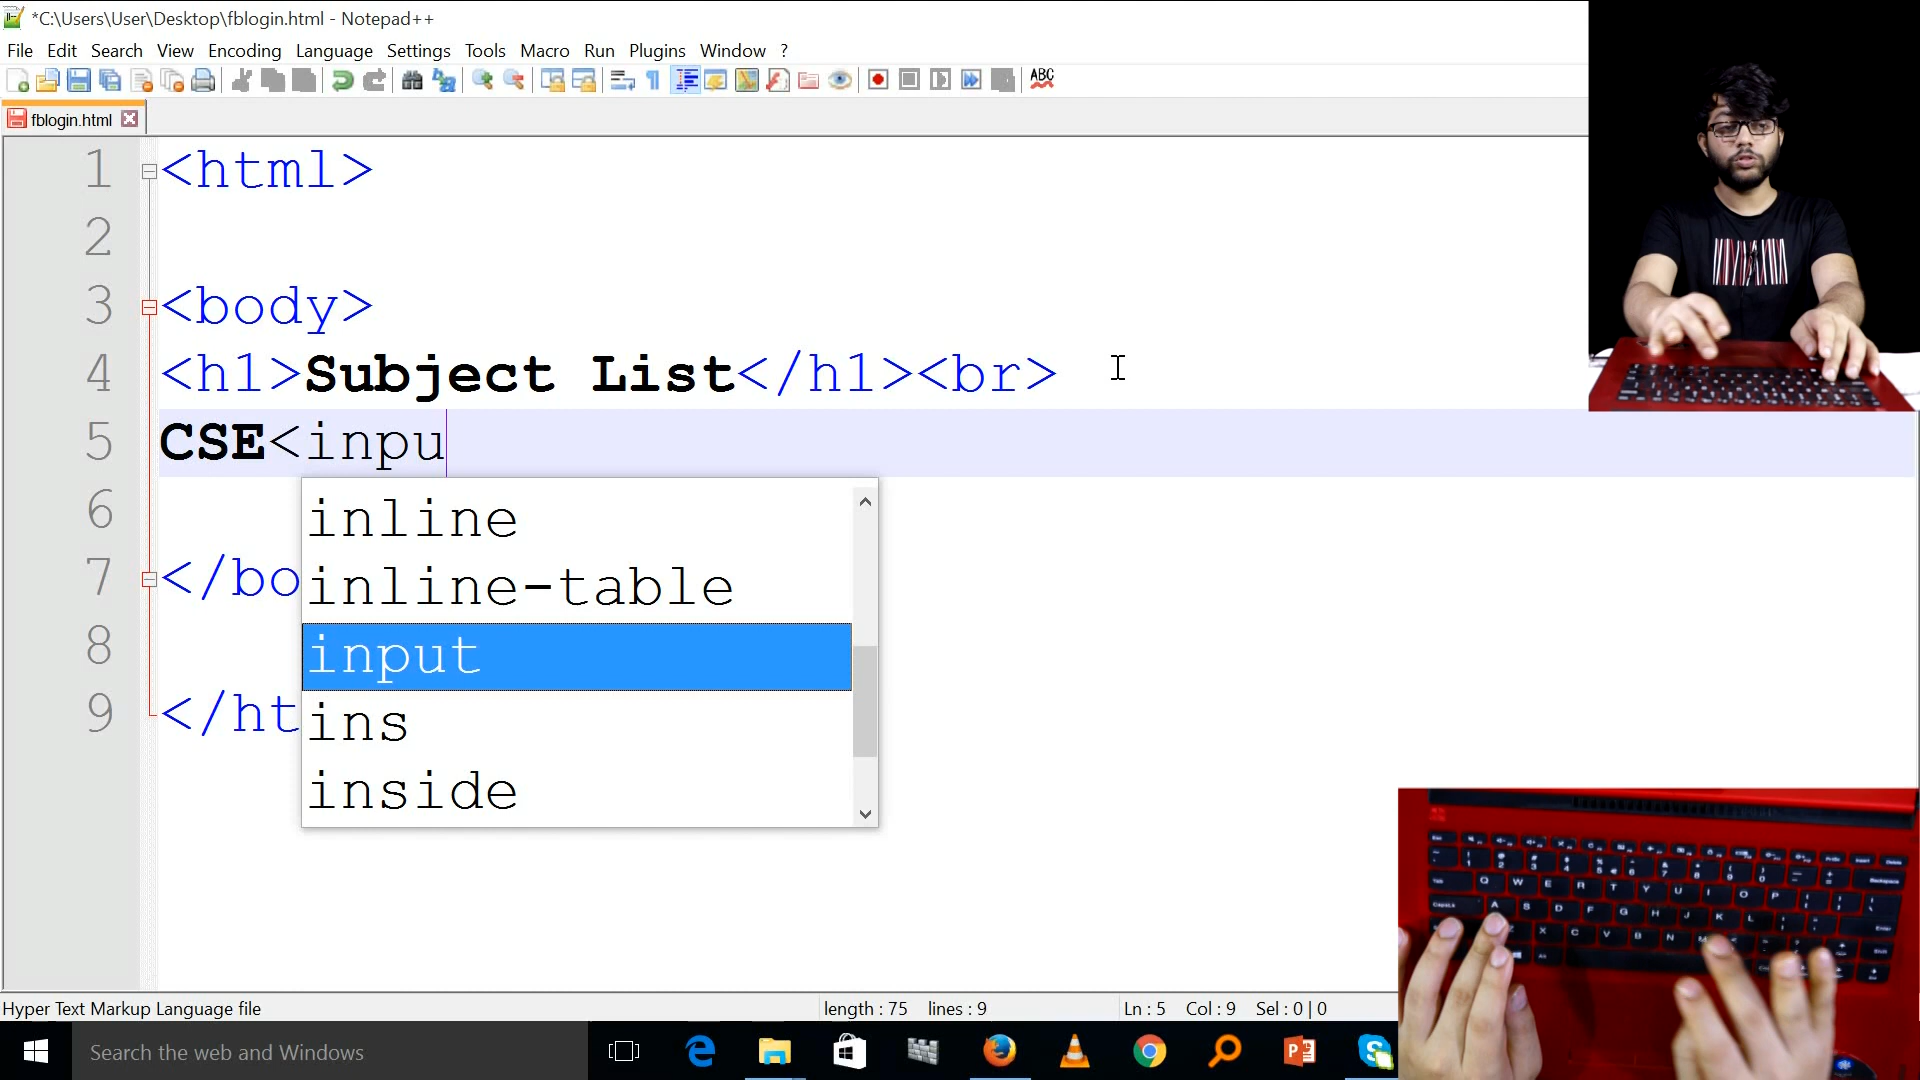 *C:\Users\User\Desktop\fblogin.html - Notepad++
File Edit Search View Encoding Language Settings Tools Macro Run Plugins Window ?
ABC
fblogin.html
1 <html>
2
3 <body>
4 <h1>Subject List</h1><br>
5 CSE<inpu
6 inline
7 </bo inline-table
8 input
9 </ht ins
inside
Hyper Text Markup Language file length : 75 lines : 9 Ln : 5 Col : 9 Sel : 0 | 0
Search the web and Windows